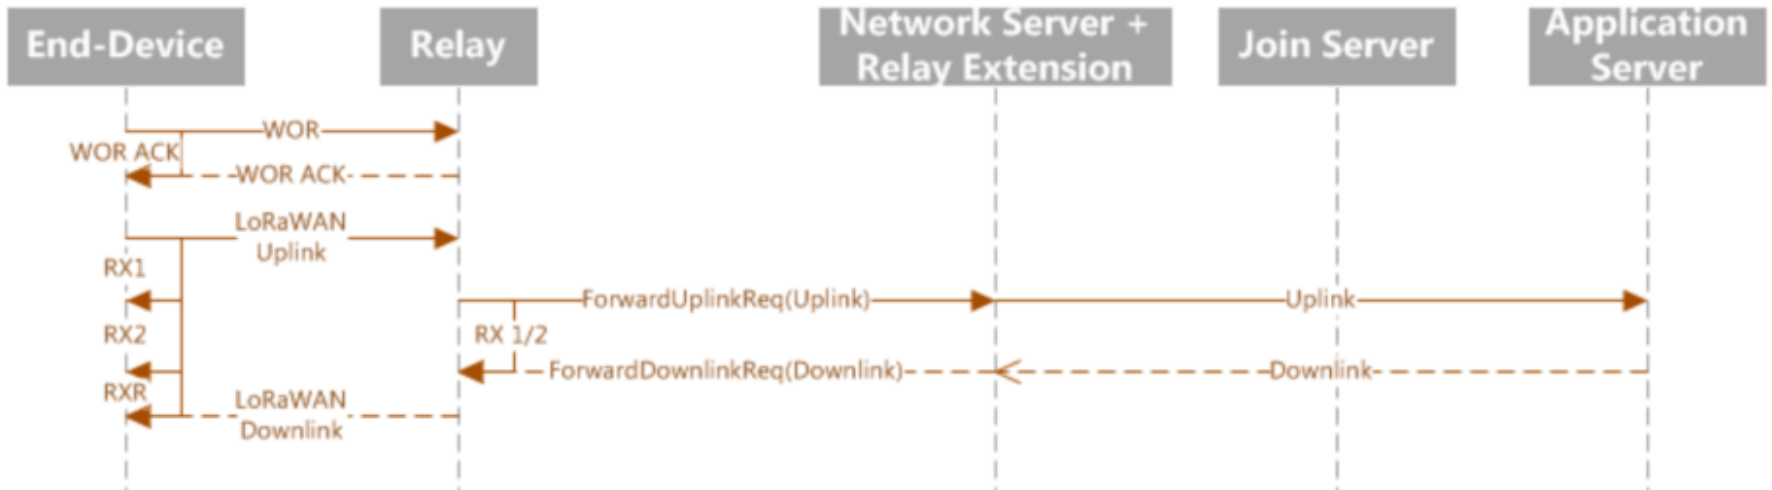 End-Device
Relay
Network Server +
Relay Extension
Join Server
Application
Server
WOR
WOR ACK
WOR ACK
LoRaWAN
Uplink
RX1
ForwardUplinkReq(Uplink)
Uplink
RX2
RX 1/2
ForwardDownlinkReq(Downlink)
Downlink
RXR
LoRaWAN
Downlink